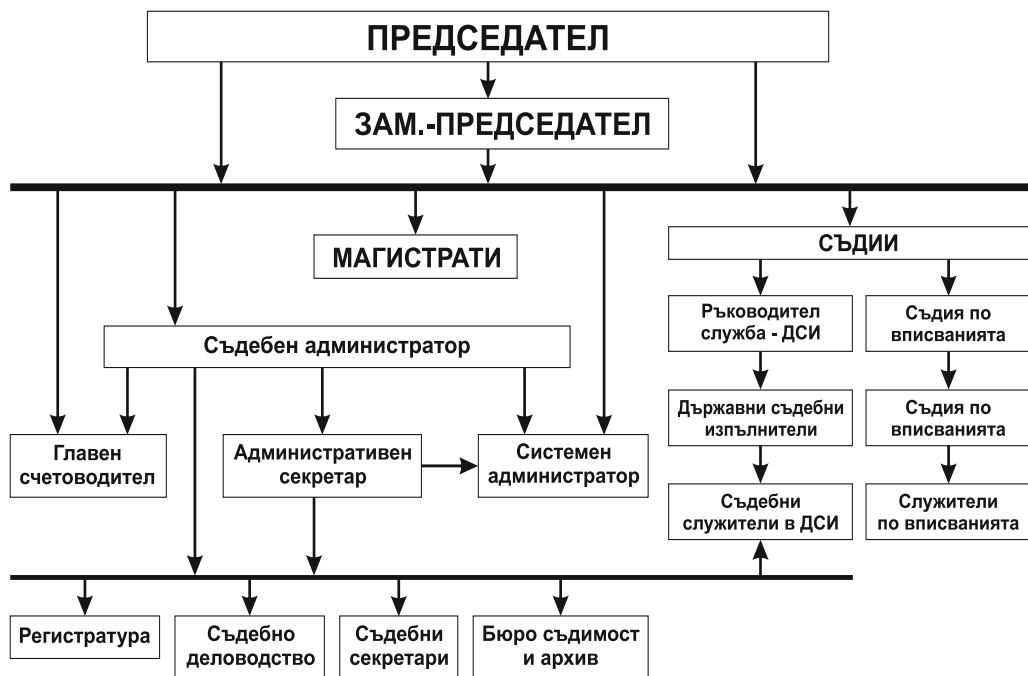 ПРЕДСЕДАТЕЛ
ЗАМ.-ПРЕДСЕДАТЕЛ
МАГИСТРАТИ
СЪДИИ
Ръководител
служба - ДСИ
Съдия по
вписванията
Съдебен администратор
Държавни съдебни
изпълнители
Съдия по
вписванията
Главен
счетоводител
Административен
секретар
Системен
администратор
Съдебни
служители в ДСИ
Служители
по вписванията
Регистратура
Съдебно
деловодство
Съдебни
секретари
Бюро съдимост
и архив